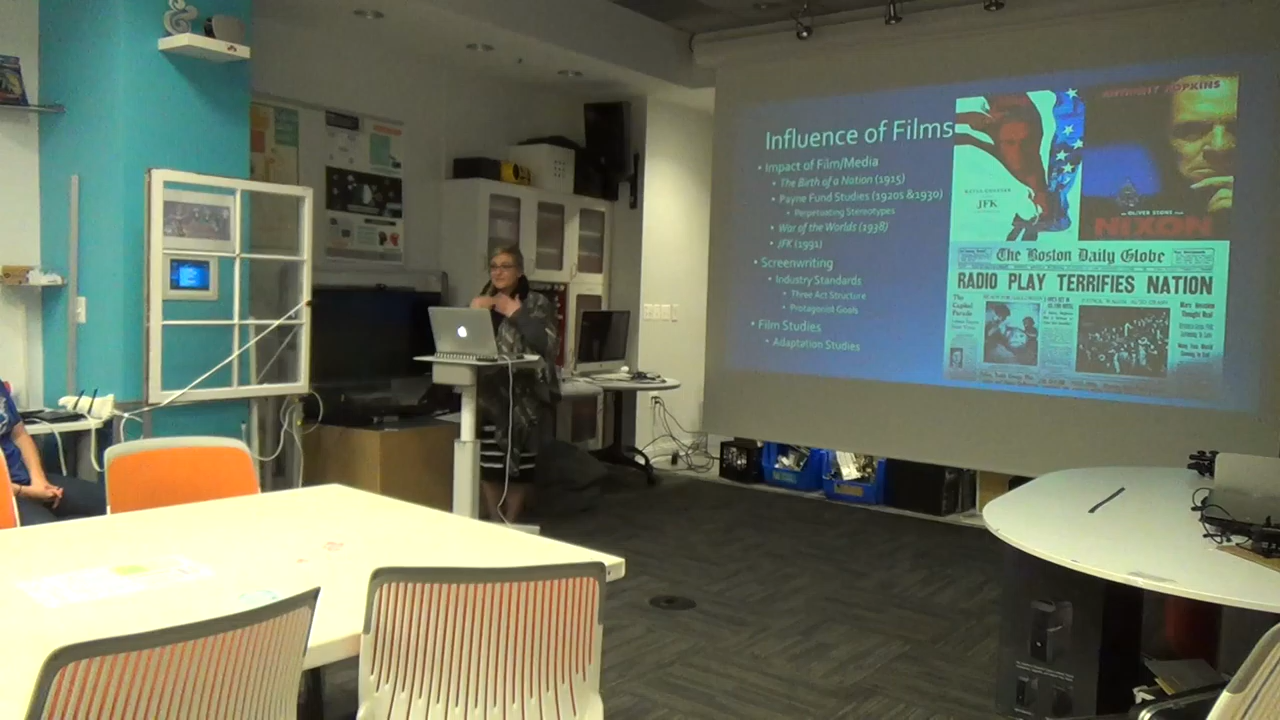 Influence of Films
• Impact of Film/Media
• The Birth of a Nation (1915)
• Payne Fund Studies (1920s &1930)
• Perpetuating Stereotypes
• War of the Worlds (1938)
• JFK (1991)
• Screenwriting
• Industry Standards
• Three Act Structure
• Protagonist Goals
• Film Studies
• Adaptation Studies
JFK
ANTHONY HOPKINS
NIXON
The Boston Daily Globe
RADIO PLAY TERRIFIES NATION